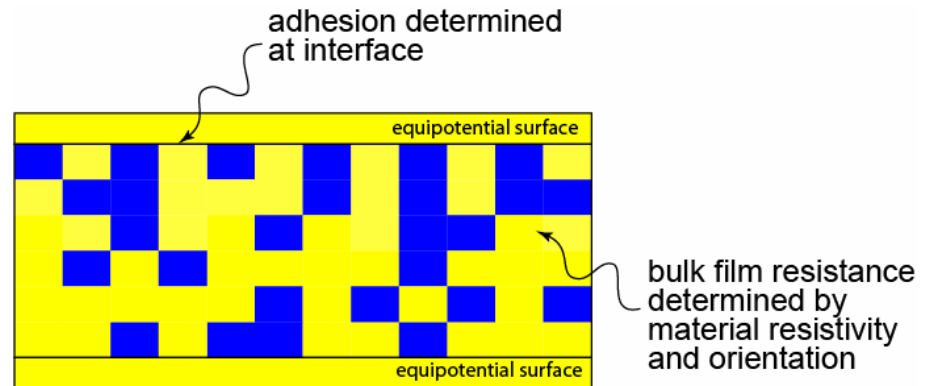 adhesion determined
at interface
equipotential surface
bulk film resistance
determined by
material resistivity
and orientation
equipotential surface